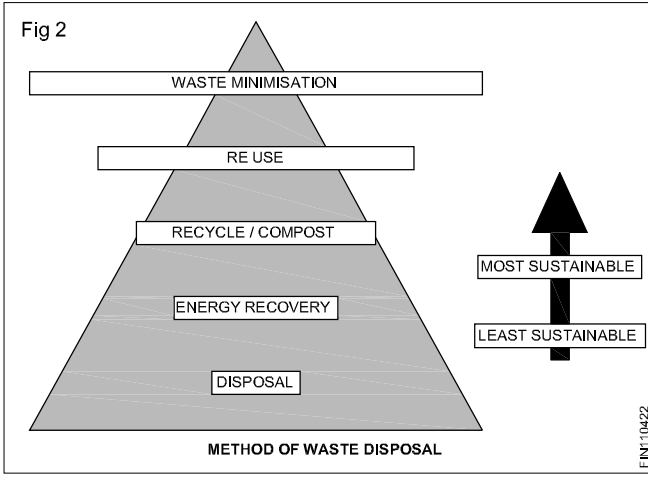 Fig 2
WASTE MINIMISATION
RE USE
RECYCLE / COMPOST
ENERGY RECOVERY
DISPOSAL
MOST SUSTAINABLE
LEAST SUSTAINABLE
METHOD OF WASTE DISPOSAL
FIN110422